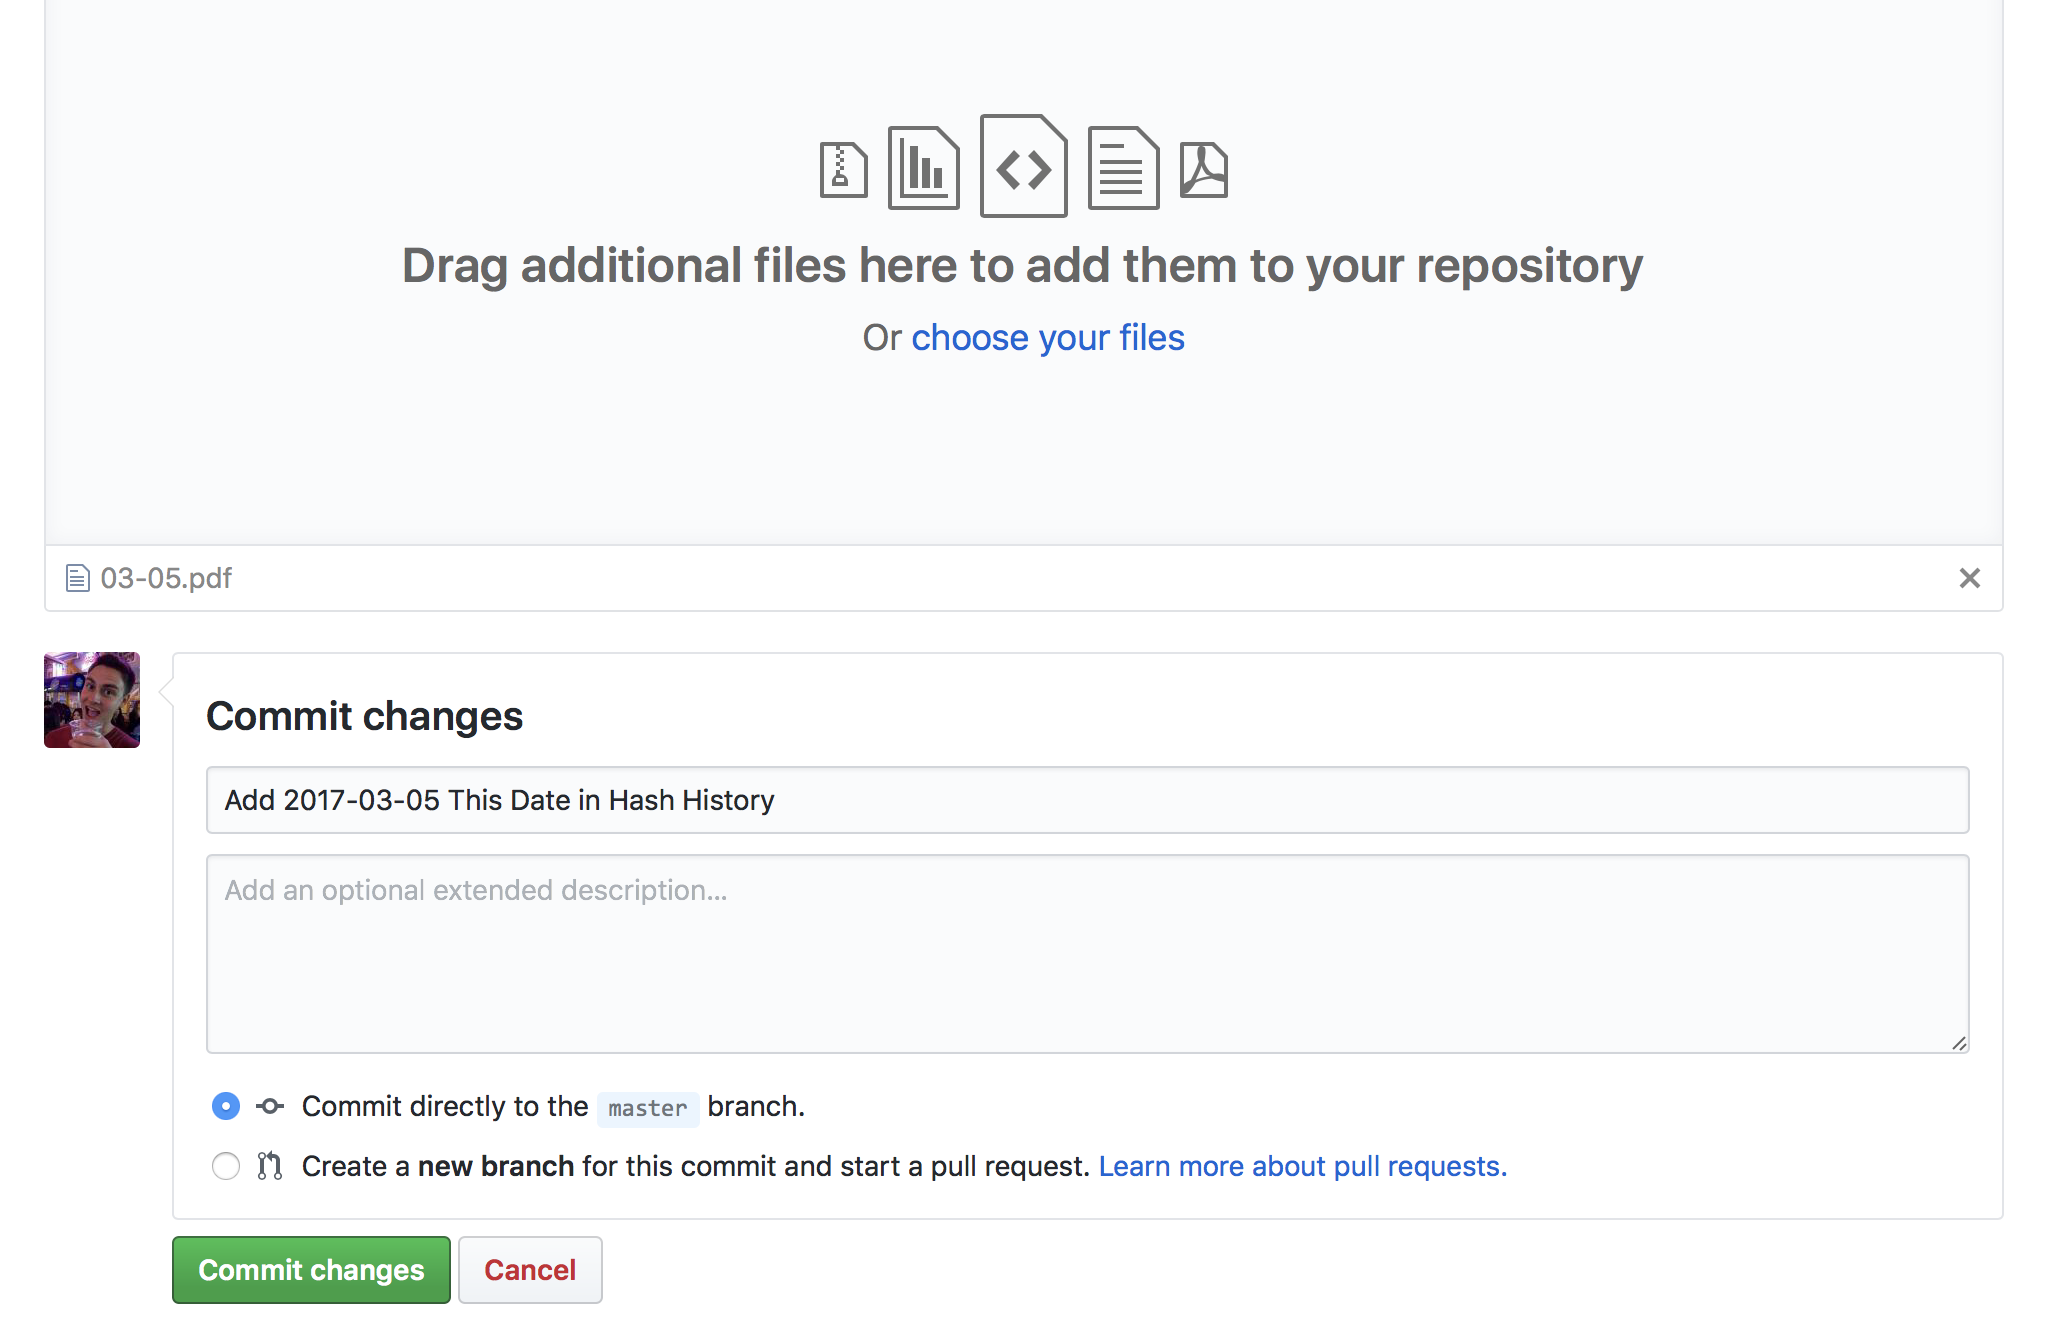 Drag additional files here to add them to your repository
Or choose your files
03-05.pdf
Commit changes
Add 2017-03-05 This Date in Hash History
Add an optional extended description...
Commit directly to the master branch.
Create a new branch for this commit and start a pull request. Learn more about pull requests.
Commit changes Cancel